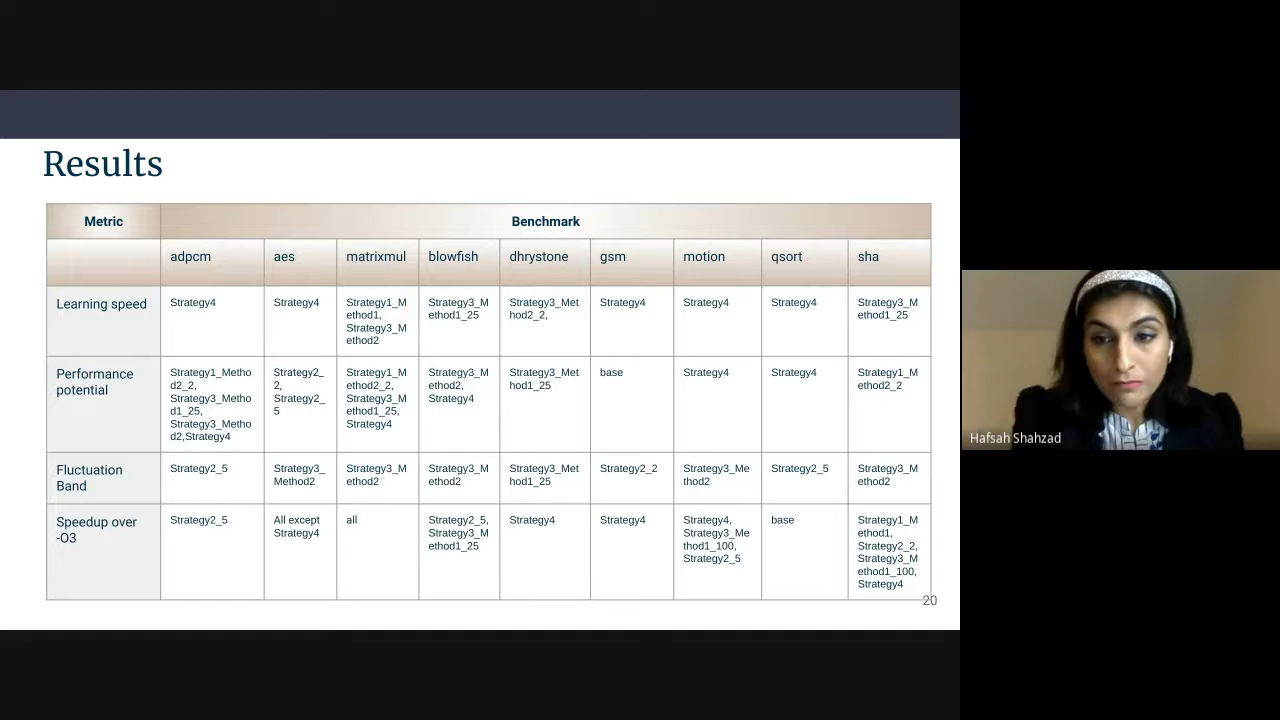 Results
Metric
Benchmark
adpcm
aes
matrixmul
blowfish
dhrystone
gsm
motion
qsort
sha
Learning speed
Strategy4
Strategy4
Strategy1_M
ethod1,
Strategy3_M
ethod2
Strategy3_M
ethod1_25
Strategy3_Met
hod2_2,
Strategy4
Strategy4
Strategy4
Strategy3_M
ethod1_25
Performance
potential
Strategy1_Metho
d2_2,
Strategy3_Metho
d1_25,
Strategy3_Metho
d2,Strategy4
Strategy2_
2,
Strategy2_
5
Strategy1_M
ethod2_2,
Strategy3_M
ethod1_25,
Strategy4
Strategy3_M
ethod2,
Strategy4
Strategy3_Met
hod1_25
base
Strategy4
Strategy4
Strategy1_M
ethod2_2
Fluctuation
Band
Strategy2_5
Strategy3_
Method2
Strategy3_M
ethod2
Strategy3_M
ethod2
Strategy3_Met
hod1_25
Strategy2_2
Strategy3_Me
thod2
Strategy2_5
Strategy3_M
ethod2
Speedup over
-O3
Strategy2_5
All except
Strategy4
all
Strategy2_5,
Strategy3_M
ethod1_25
Strategy4
Strategy4
Strategy4,
Strategy3_Me
thod1_100,
Strategy2_5
base
Strategy1_M
ethod1,
Strategy2_2,
Strategy3_M
ethod1_100,
Strategy4
20
Hafsah Shahzad